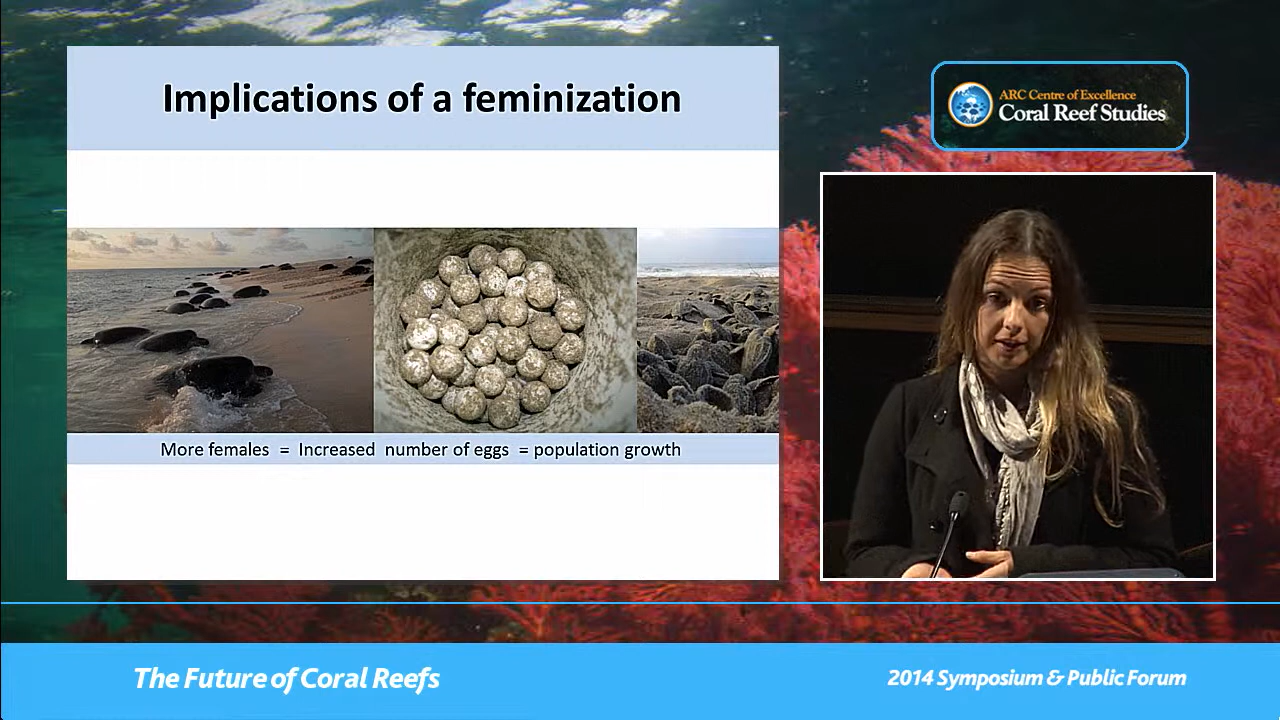 Implications of a feminization
ARC Centre of Excellence
Coral Reef Studies
More females = Increased number of eggs = population growth
The Future of Coral Reefs
2014 Symposium & Public Forum